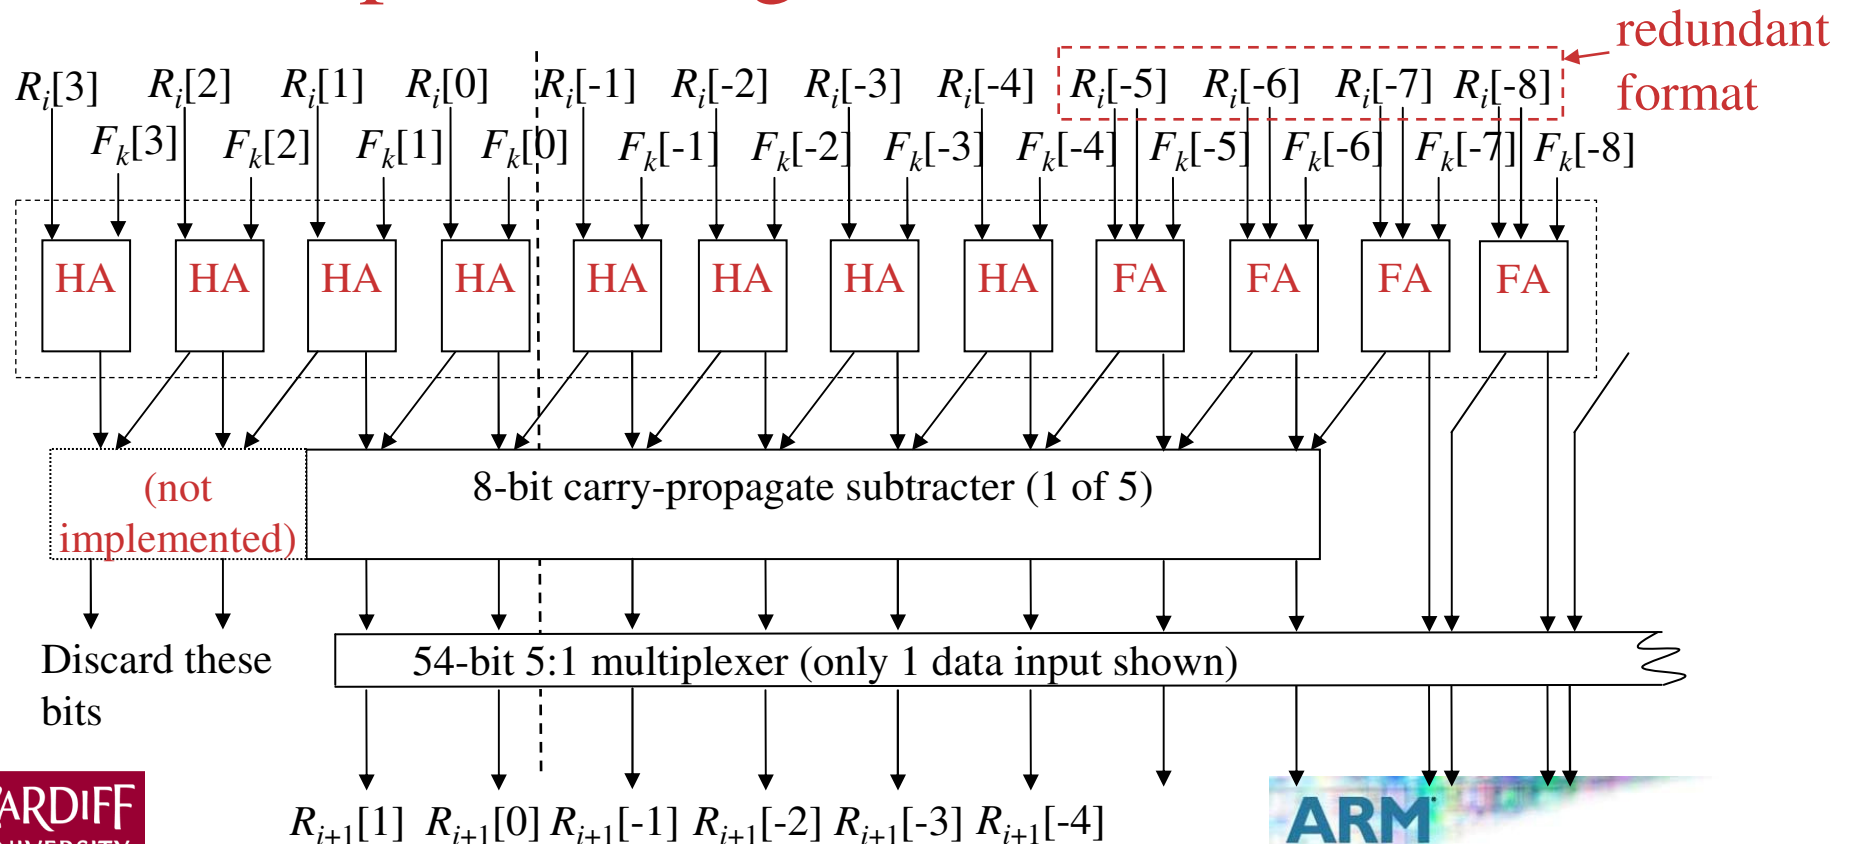 redundant
format
R_i[3] R_i[2] R_i[1] R_i[0] R_i[-1] R_i[-2] R_i[-3] R_i[-4] R_i[-5] R_i[-6] R_i[-7] R_i[-8]
F_k[3] F_k[2] F_k[1] F_k[0] F_k[-1] F_k[-2] F_k[-3] F_k[-4] F_k[-5] F_k[-6] F_k[-7] F_k[-8]
HA HA HA HA HA HA HA HA FA FA FA FA
(not
implemented)
8-bit carry-propagate subtracter (1 of 5)
Discard these
bits
54-bit 5:1 multiplexer (only 1 data input shown)
R_{i+1}[1] R_{i+1}[0] R_{i+1}[-1] R_{i+1}[-2] R_{i+1}[-3] R_{i+1}[-4]
ARDIFF
UNIVERSITY
ARM